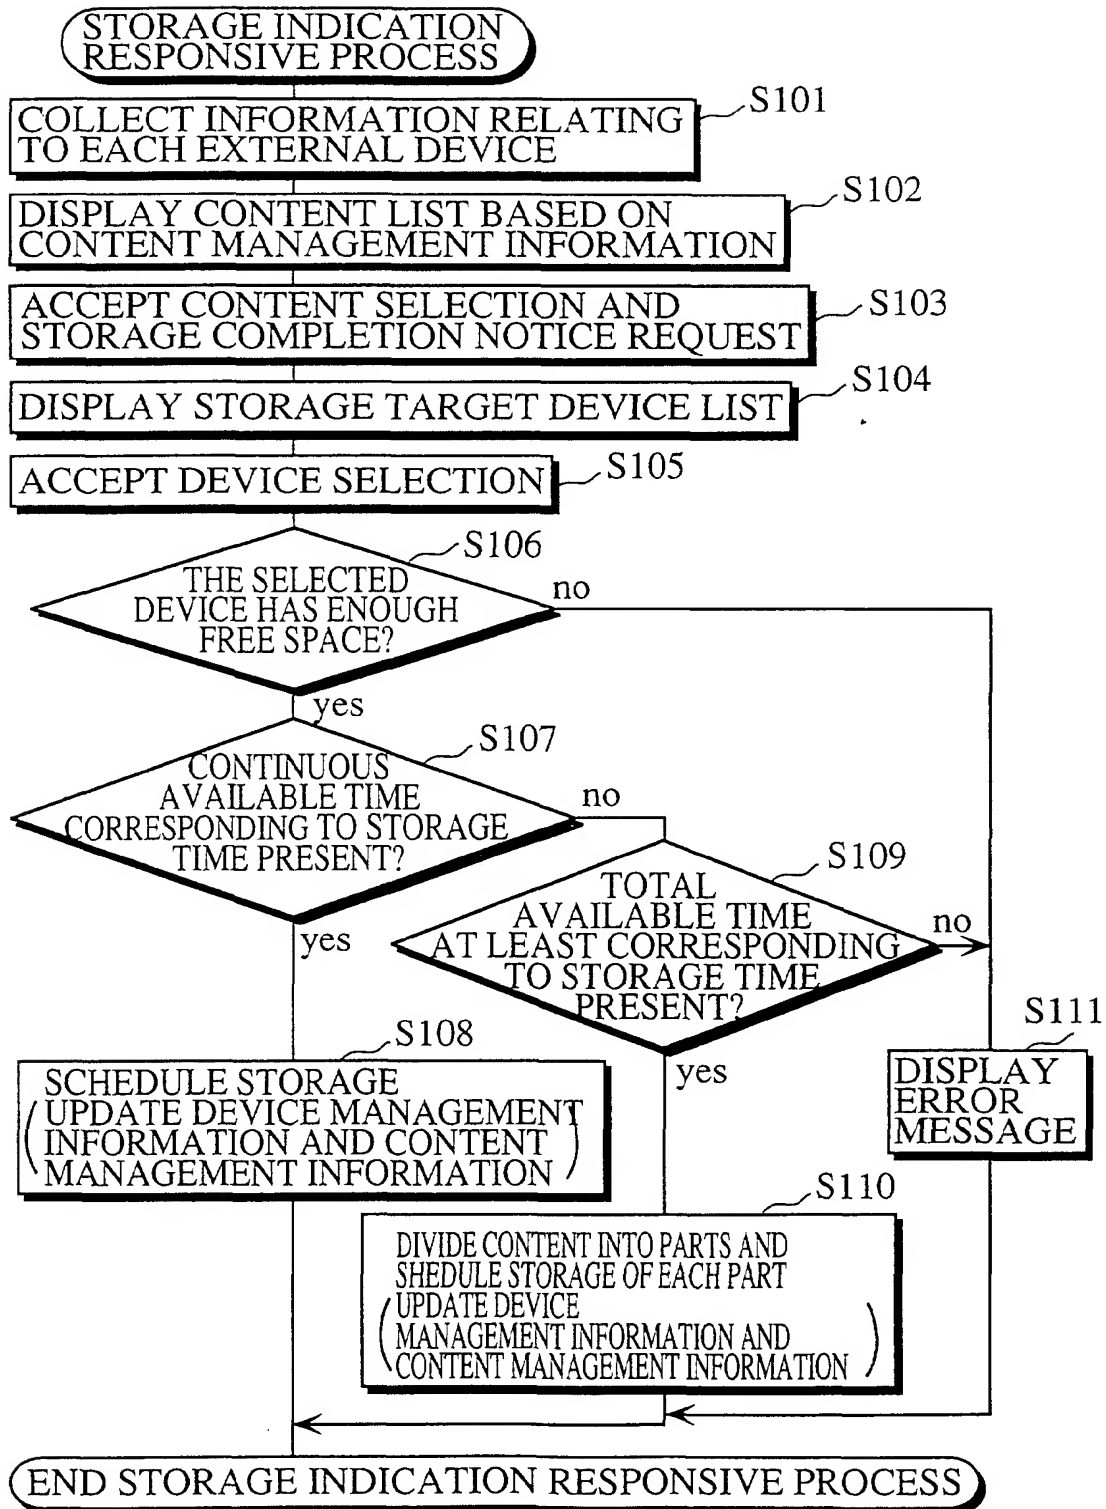 STORAGE INDICATION
RESPONSIVE PROCESS
S101
COLLECT INFORMATION RELATING
TO EACH EXTERNAL DEVICE
S102
DISPLAY CONTENT LIST BASED ON
CONTENT MANAGEMENT INFORMATION
S103
ACCEPT CONTENT SELECTION AND
STORAGE COMPLETION NOTICE REQUEST
S104
DISPLAY STORAGE TARGET DEVICE LIST
S105
ACCEPT DEVICE SELECTION
S106
THE SELECTED
DEVICE HAS ENOUGH
FREE SPACE?
no
yes
S107
CONTINUOUS
AVAILABLE TIME
CORRESPONDING TO STORAGE
TIME PRESENT?
no
yes
S109
TOTAL
AVAILABLE TIME
AT LEAST CORRESPONDING
TO STORAGE TIME
PRESENT?
no
yes
S108
SCHEDULE STORAGE
(UPDATE DEVICE MANAGEMENT
INFORMATION AND CONTENT
MANAGEMENT INFORMATION)
S111
DISPLAY
ERROR
MESSAGE
S110
DIVIDE CONTENT INTO PARTS AND
SHEDULE STORAGE OF EACH PART
(UPDATE DEVICE
MANAGEMENT INFORMATION AND
CONTENT MANAGEMENT INFORMATION)
END STORAGE INDICATION RESPONSIVE PROCESS